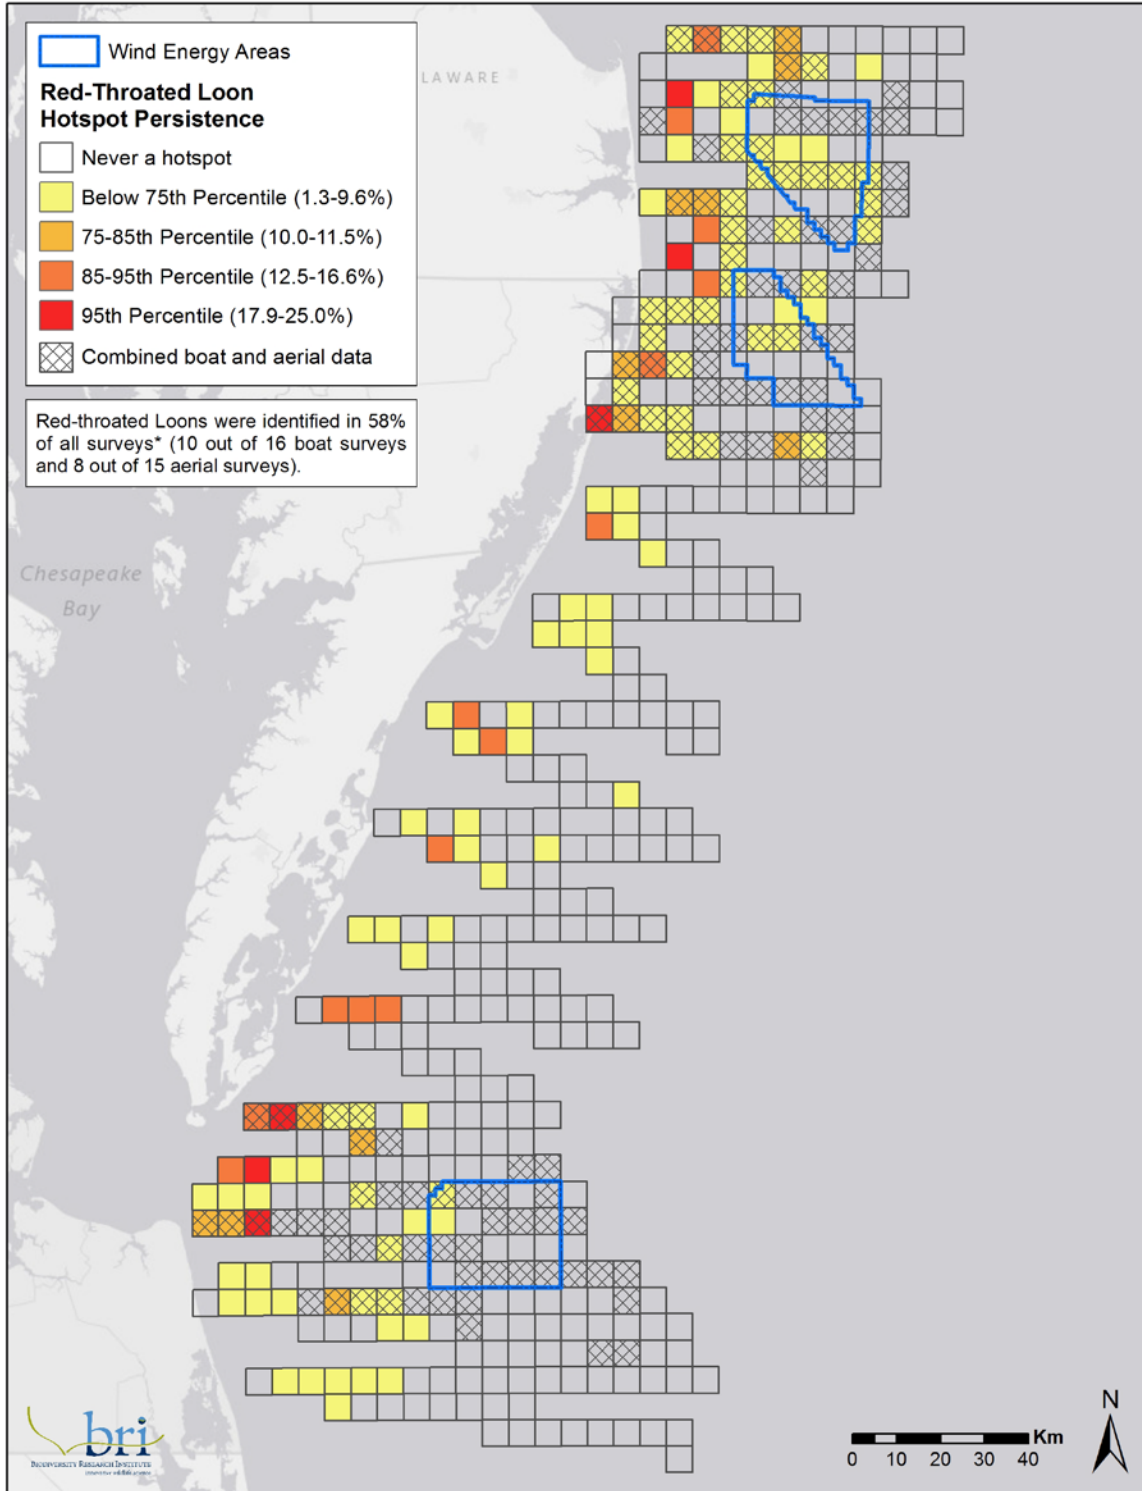 Wind Energy Areas
Red-Throated Loon
Hotspot Persistence
Never a hotspot
Below 75th Percentile (1.3-9.6%)
75-85th Percentile (10.0-11.5%)
85-95th Percentile (12.5-16.6%)
95th Percentile (17.9-25.0%)
Combined boat and aerial data
Red-throated Loons were identified in 58%
of all surveys* (10 out of 16 boat surveys
and 8 out of 15 aerial surveys).
LAWARE
Chesapeake
Bay
bri
BIODIVERSITY RESEARCH INSTITUTE
N
Km
0 10 20 30 40